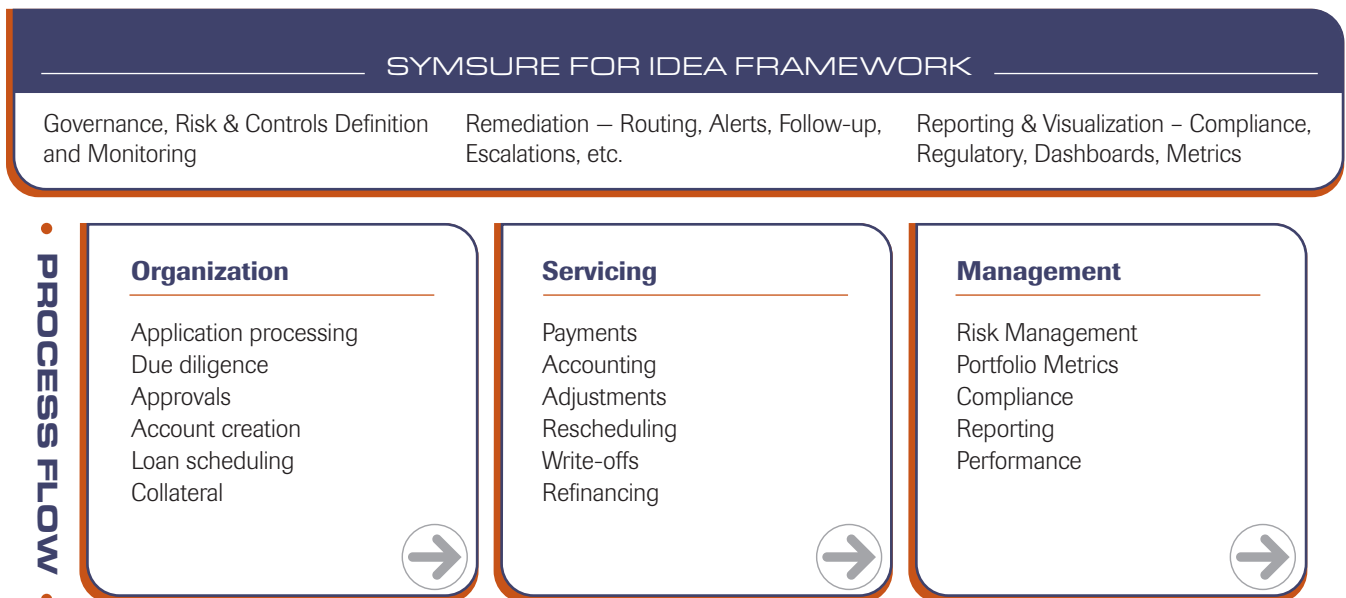 SYMSURE FOR IDEA FRAMEWORK
Governance, Risk & Controls Definition
and Monitoring
Remediation — Routing, Alerts, Follow-up,
Escalations, etc.
Reporting & Visualization – Compliance,
Regulatory, Dashboards, Metrics
• PROCESS FLOW •
Organization
Application processing
Due diligence
Approvals
Account creation
Loan scheduling
Collateral
Servicing
Payments
Accounting
Adjustments
Rescheduling
Write-offs
Refinancing
Management
Risk Management
Portfolio Metrics
Compliance
Reporting
Performance